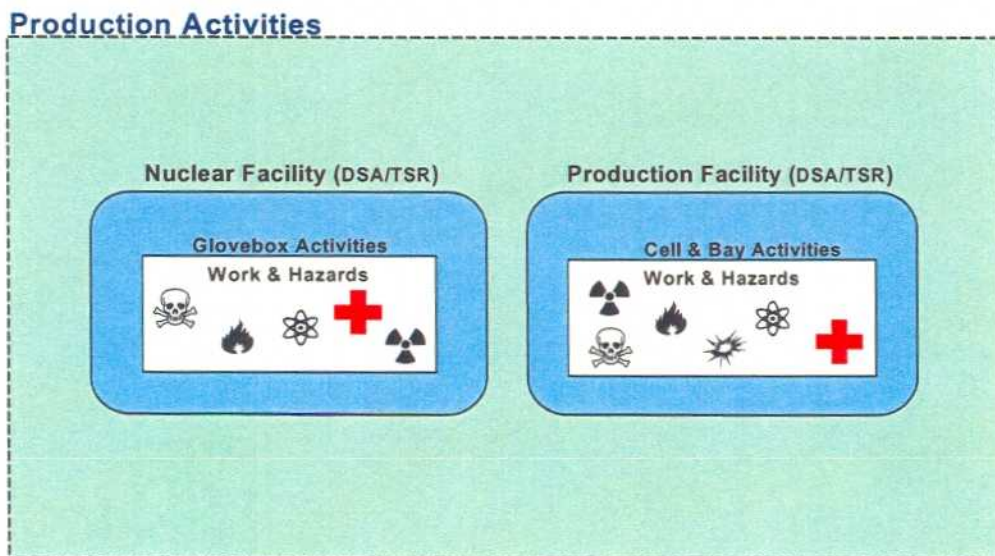 Production Activities
Nuclear Facility (DSA/TSR)
Glovebox Activities
Work & Hazards
Production Facility (DSA/TSR)
Cell & Bay Activities
Work & Hazards